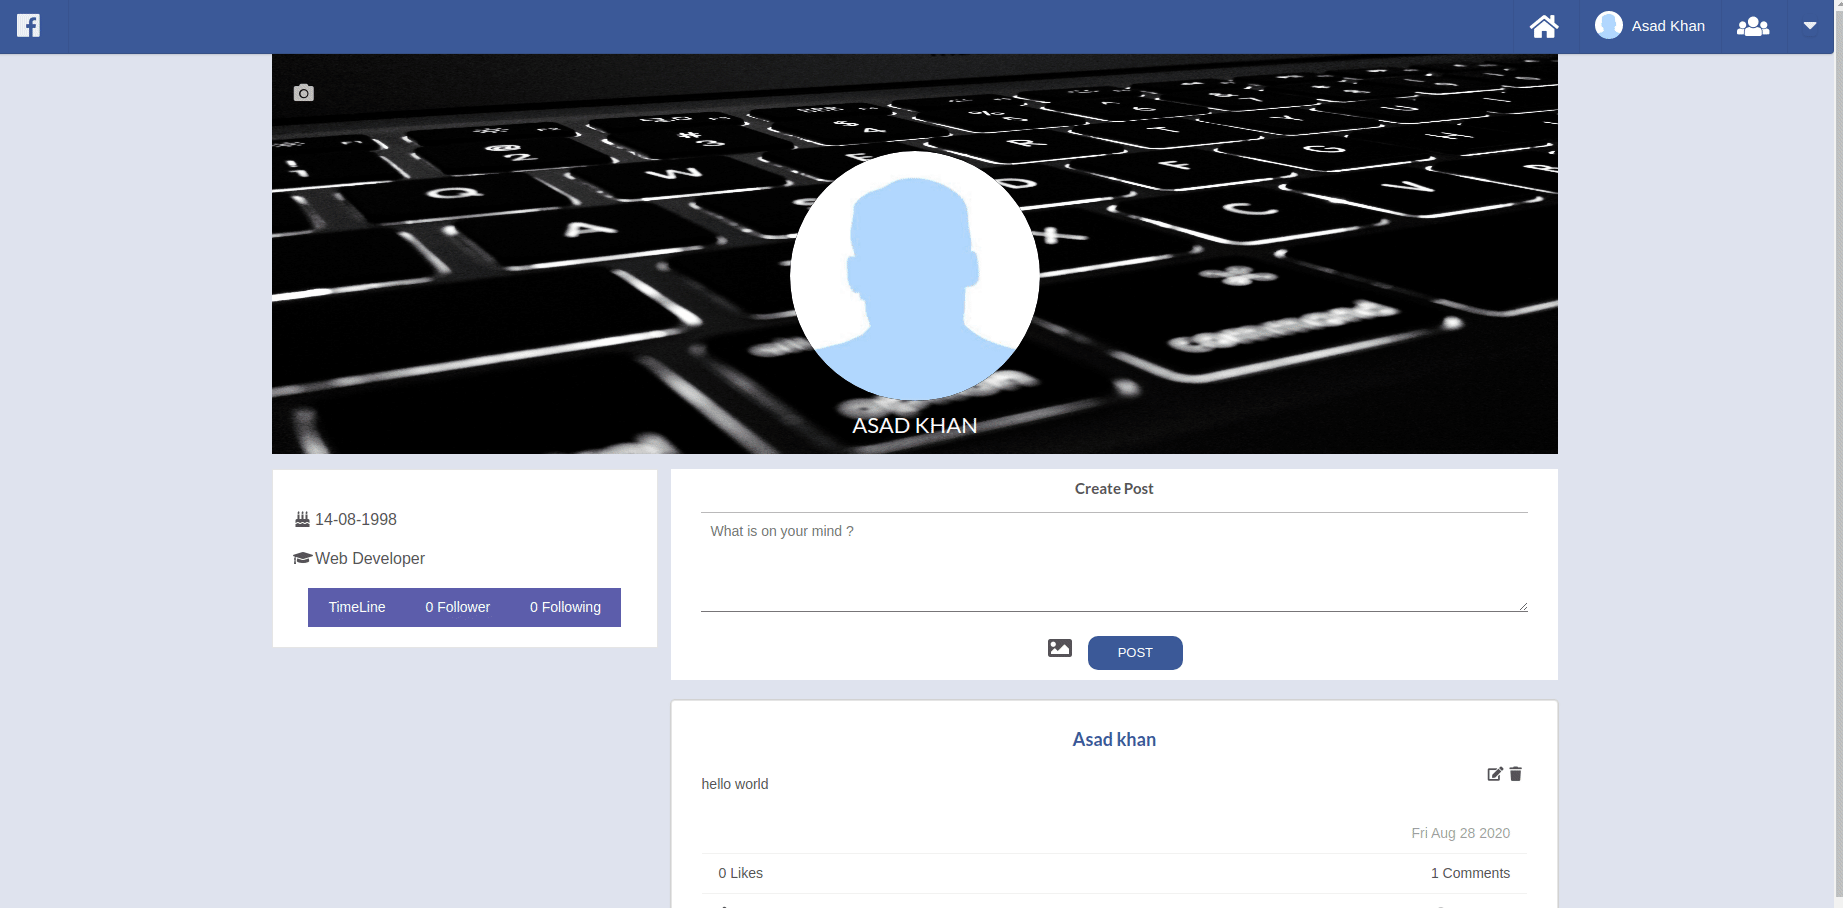 Asad Khan
Q W E R T Y
A D F G
X C V
command
ASAD KHAN
14-08-1998
Web Developer
TimeLine 0 Follower 0 Following
Create Post
What is on your mind ?
POST
Asad khan
hello world
Fri Aug 28 2020
0 Likes 1 Comments